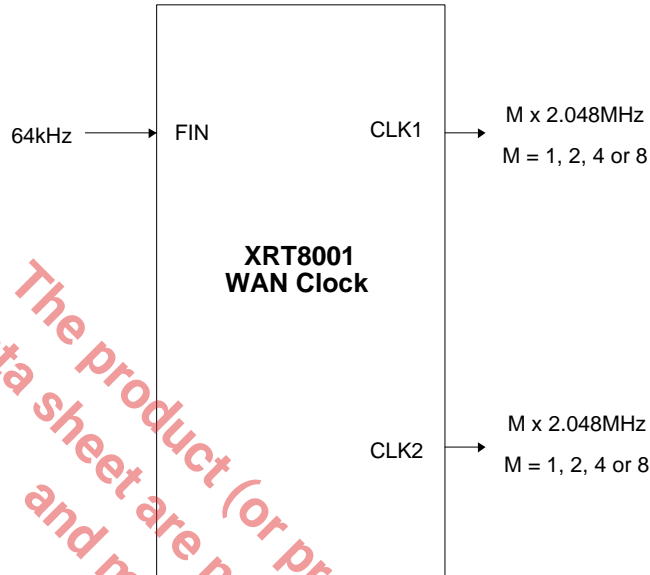 64kHz
FIN
CLK1
M x 2.048MHz
M = 1, 2, 4 or 8
XRT8001
WAN Clock
CLK2
M x 2.048MHz
M = 1, 2, 4 or 8
The product (or
sheet are
and